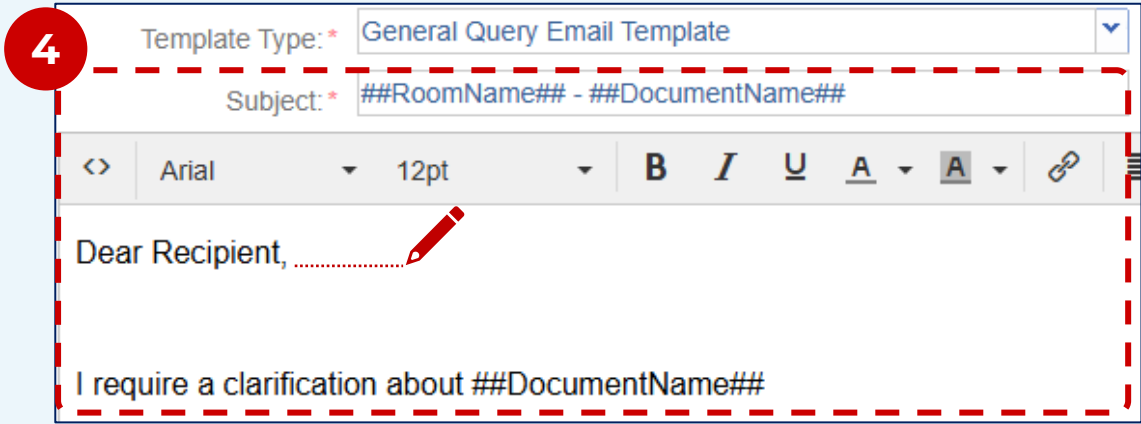 4
Template Type:* General Query Email Template
Subject:* ##RoomName## - ##DocumentName##
<> Arial 12pt B I U A A
Dear Recipient, ....................
I require a clarification about ##DocumentName##